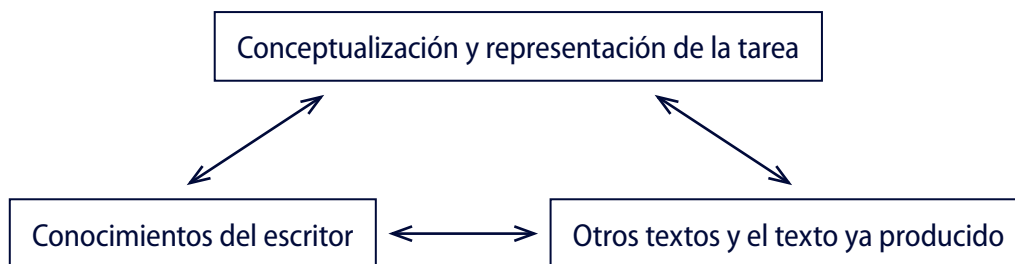 Conceptualización y representación de la tarea
Conocimientos del escritor
Otros textos y el texto ya producido